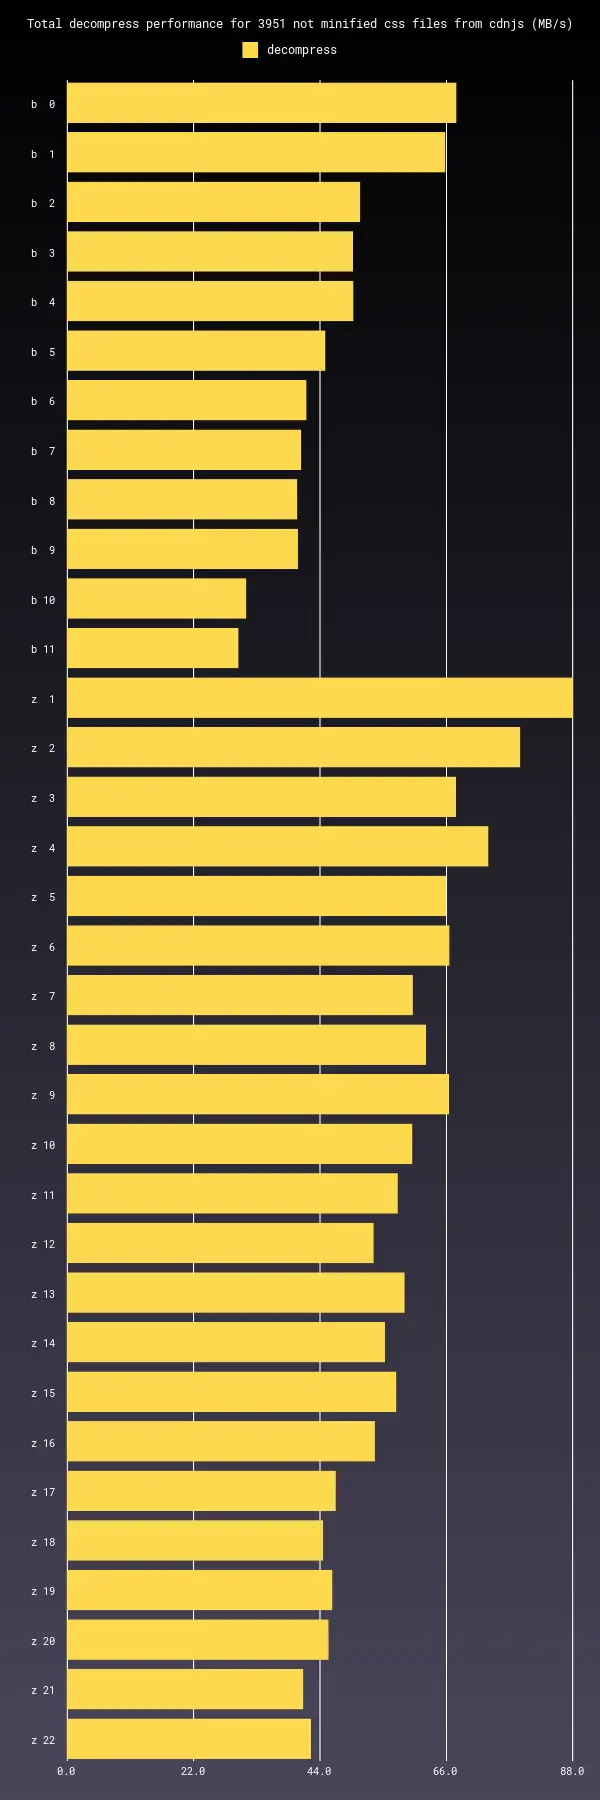 Total decompress performance for 3951 not minified css files from cdnjs (MB/s)
decompress
b 0
b 1
b 2
b 3
b 4
b 5
b 6
b 7
b 8
b 9
b 10
b 11
z 1
z 2
z 3
z 4
z 5
z 6
z 7
z 8
z 9
z 10
z 11
z 12
z 13
z 14
z 15
z 16
z 17
z 18
z 19
z 20
z 21
z 22
0.0 22.0 44.0 66.0 88.0